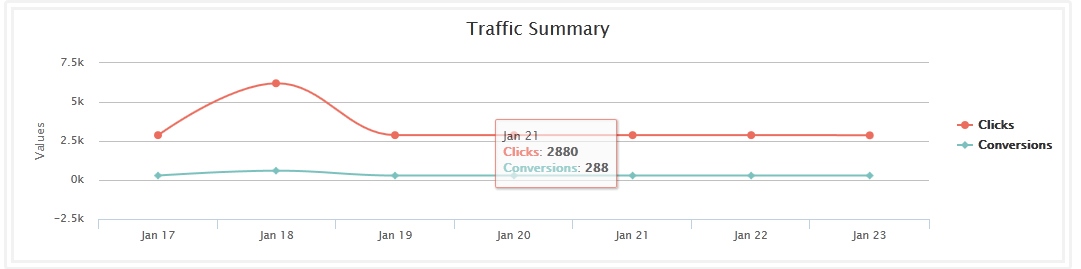 Traffic Summary
7.5k
5k
2.5k
0k
-2.5k
Values
Jan 21
Clicks: 2880
Conversions: 288
Clicks
Conversions
Jan 17 Jan 18 Jan 19 Jan 20 Jan 21 Jan 22 Jan 23